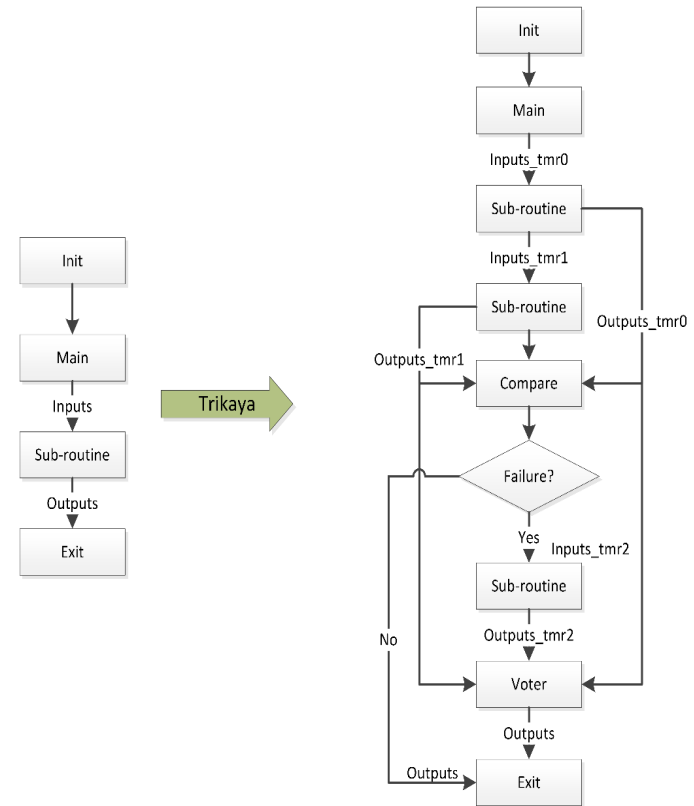 Init
Main
Inputs
Sub-routine
Outputs
Exit
Trikaya
Init
Main
Inputs_tmr0
Sub-routine
Inputs_tmr1
Sub-routine
Outputs_tmr0
Outputs_tmr1
Compare
Failure?
Yes
Inputs_tmr2
Sub-routine
Outputs_tmr2
No
Voter
Outputs
Outputs
Exit